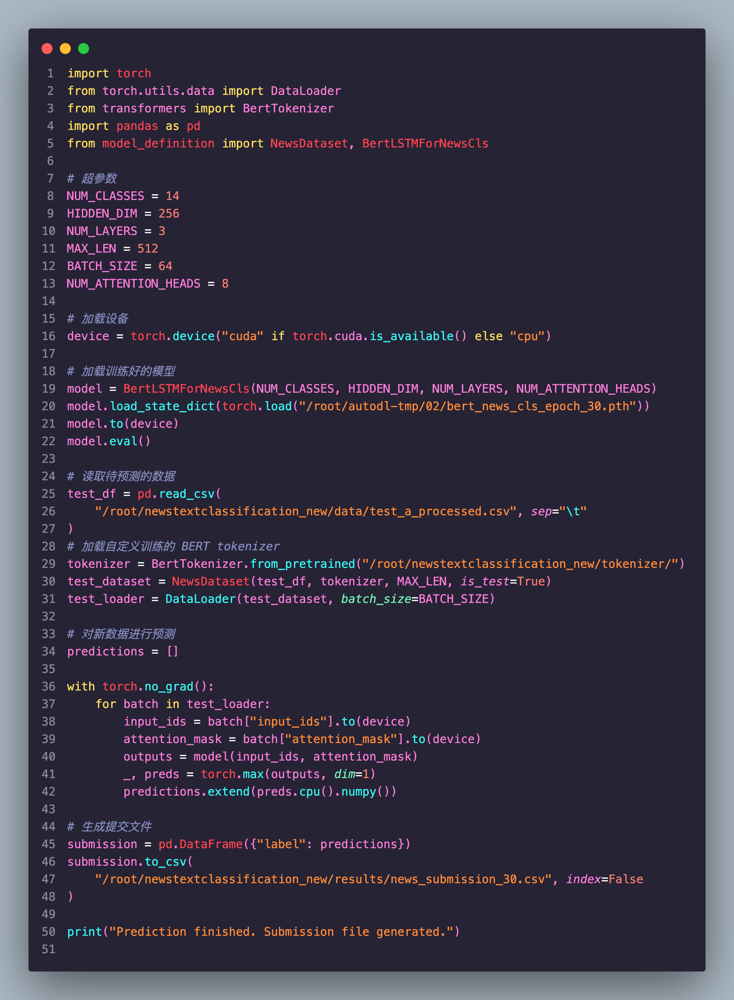 1 import torch
2 from torch.utils.data import DataLoader
3 from transformers import BertTokenizer
4 import pandas as pd
5 from model_definition import NewsDataset, BertLSTMForNewsCls
6
7 # 超参数
8 NUM_CLASSES = 14
9 HIDDEN_DIM = 256
10 NUM_LAYERS = 3
11 MAX_LEN = 512
12 BATCH_SIZE = 64
13 NUM_ATTENTION_HEADS = 8
14
15 # 加载设备
16 device = torch.device("cuda" if torch.cuda.is_available() else "cpu")
17
18 # 加载训练好的模型
19 model = BertLSTMForNewsCls(NUM_CLASSES, HIDDEN_DIM, NUM_LAYERS, NUM_ATTENTION_HEADS)
20 model.load_state_dict(torch.load("/root/autodl-tmp/02/bert_news_cls_epoch_30.pth"))
21 model.to(device)
22 model.eval()
23
24 # 读取待预测的数据
25 test_df = pd.read_csv(
26     "/root/newstextclassification_new/data/test_a_processed.csv", sep="\t"
27 )
28 # 加载自定义训练的 BERT tokenizer
29 tokenizer = BertTokenizer.from_pretrained("/root/newstextclassification_new/tokenizer/")
30 test_dataset = NewsDataset(test_df, tokenizer, MAX_LEN, is_test=True)
31 test_loader = DataLoader(test_dataset, batch_size=BATCH_SIZE)
32
33 # 对新数据进行预测
34 predictions = []
35
36 with torch.no_grad():
37     for batch in test_loader:
38         input_ids = batch["input_ids"].to(device)
39         attention_mask = batch["attention_mask"].to(device)
40         outputs = model(input_ids, attention_mask)
41         _, preds = torch.max(outputs, dim=1)
42         predictions.extend(preds.cpu().numpy())
43
44 # 生成提交文件
45 submission = pd.DataFrame({"label": predictions})
46 submission.to_csv(
47     "/root/newstextclassification_new/results/news_submission_30.csv", index=False
48 )
49
50 print("Prediction finished. Submission file generated.")
51